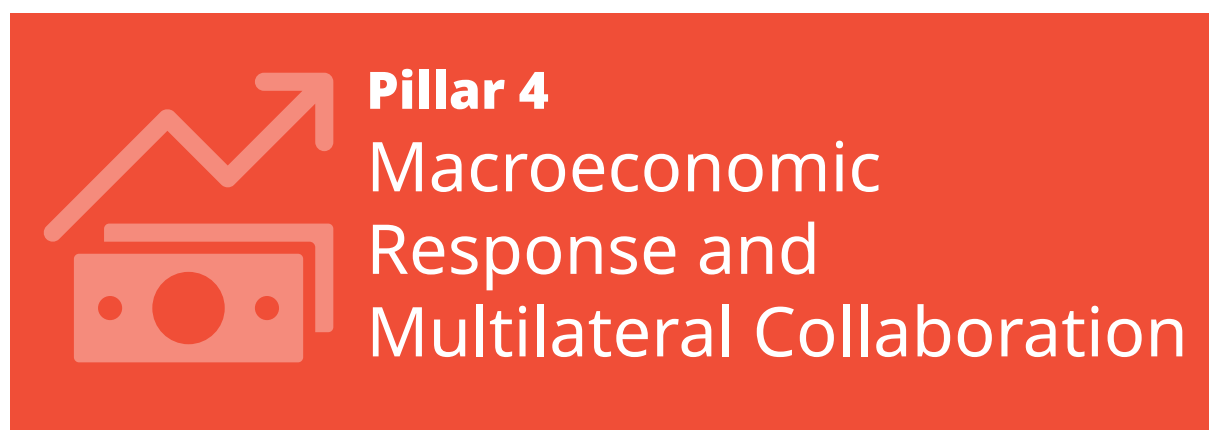 Pillar 4
Macroeconomic
Response and
Multilateral Collaboration